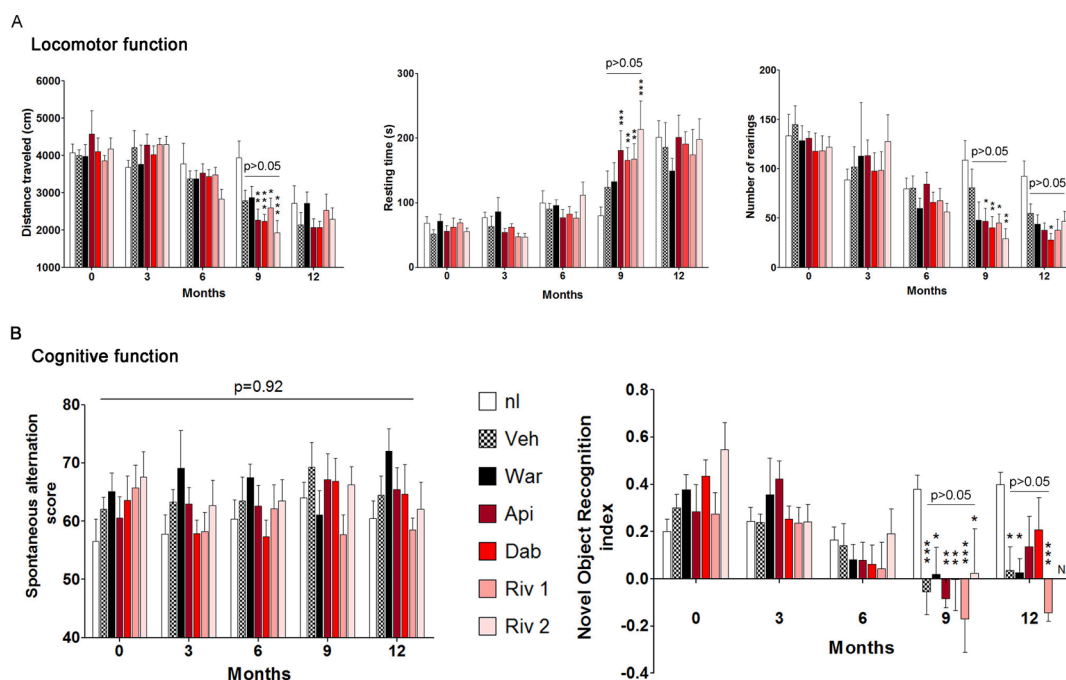 A
Locomotor function
Distance traveled (cm)
6000
5000
4000
3000
2000
1000
p>0.05
***
***
*
***
0 3 6 9 12
Months
Resting time (s)
300
200
100
0
p>0.05
***
**
**
***
0 3 6 9 12
Months
Number of rearings
200
150
100
50
0
p>0.05
*
**
*
**
p>0.05
*
0 3 6 9 12
Months
B
Cognitive function
Spontaneous alternation
score
80
70
60
50
40
p=0.92
0 3 6 9 12
Months
nl
Veh
War
Api
Dab
Riv 1
Riv 2
Novel Object Recognition
index
0.8
0.6
0.4
0.2
0.0
-0.2
-0.4
p>0.05
***
*
***
**
***
*
p>0.05
*
*
***
N
0 3 6 9 12
Months